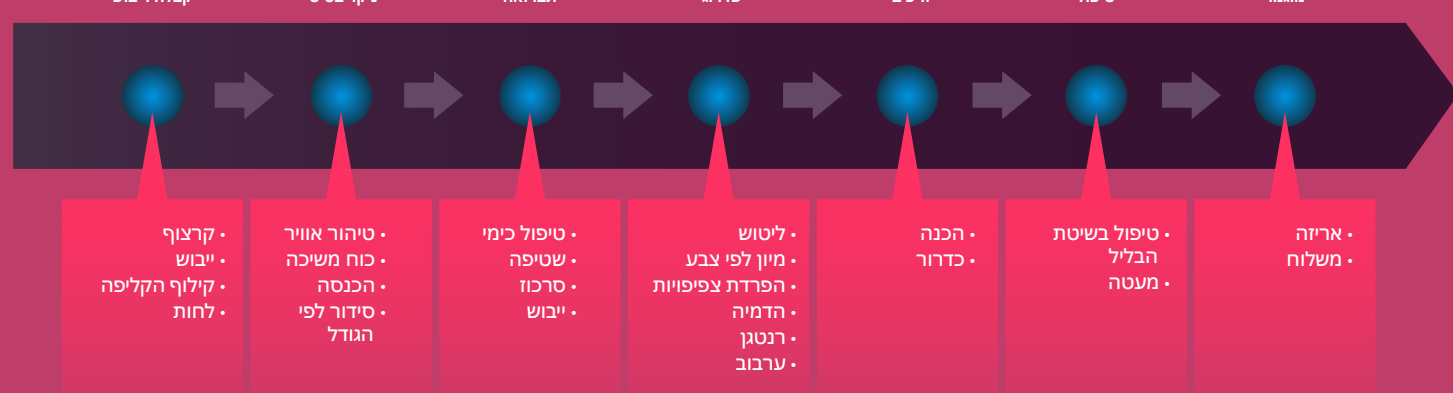 • קרצוף
• ייבוש
• קילוף הקליפה
• לחות
• טיהור אוויר
• כוח משיכה
• הכנסה
• סידור לפי
הגודל
• טיפול כימי
• שטיפה
• סרכוז
• ייבוש
• ליטוש
• מיון לפי צבע
• הפרדת צפיפויות
• הדמיה
• רנטגן
• ערבוב
• הכנה
• כדרור
• טיפול בשיטת
הבליל
• מעטה
• אריזה
• משלוח